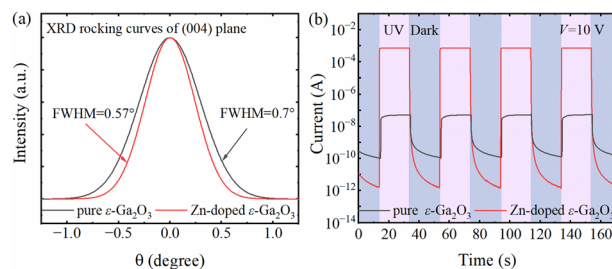 (a)
XRD rocking curves of (004) plane
FWHM=0.57°
FWHM=0.7°
pure ε-Ga₂O₃
Zn-doped ε-Ga₂O₃
Intensity (a.u.)
-1.0
-0.5
0.0
0.5
1.0
θ (degree)
(b)
UV Dark
V=10 V
10⁻²
10⁻⁴
10⁻⁶
10⁻⁸
10⁻¹⁰
10⁻¹²
10⁻¹⁴
Current (A)
pure ε-Ga₂O₃
Zn-doped ε-Ga₂O₃
0 20 40 60 80 100 120 140 160
Time (s)